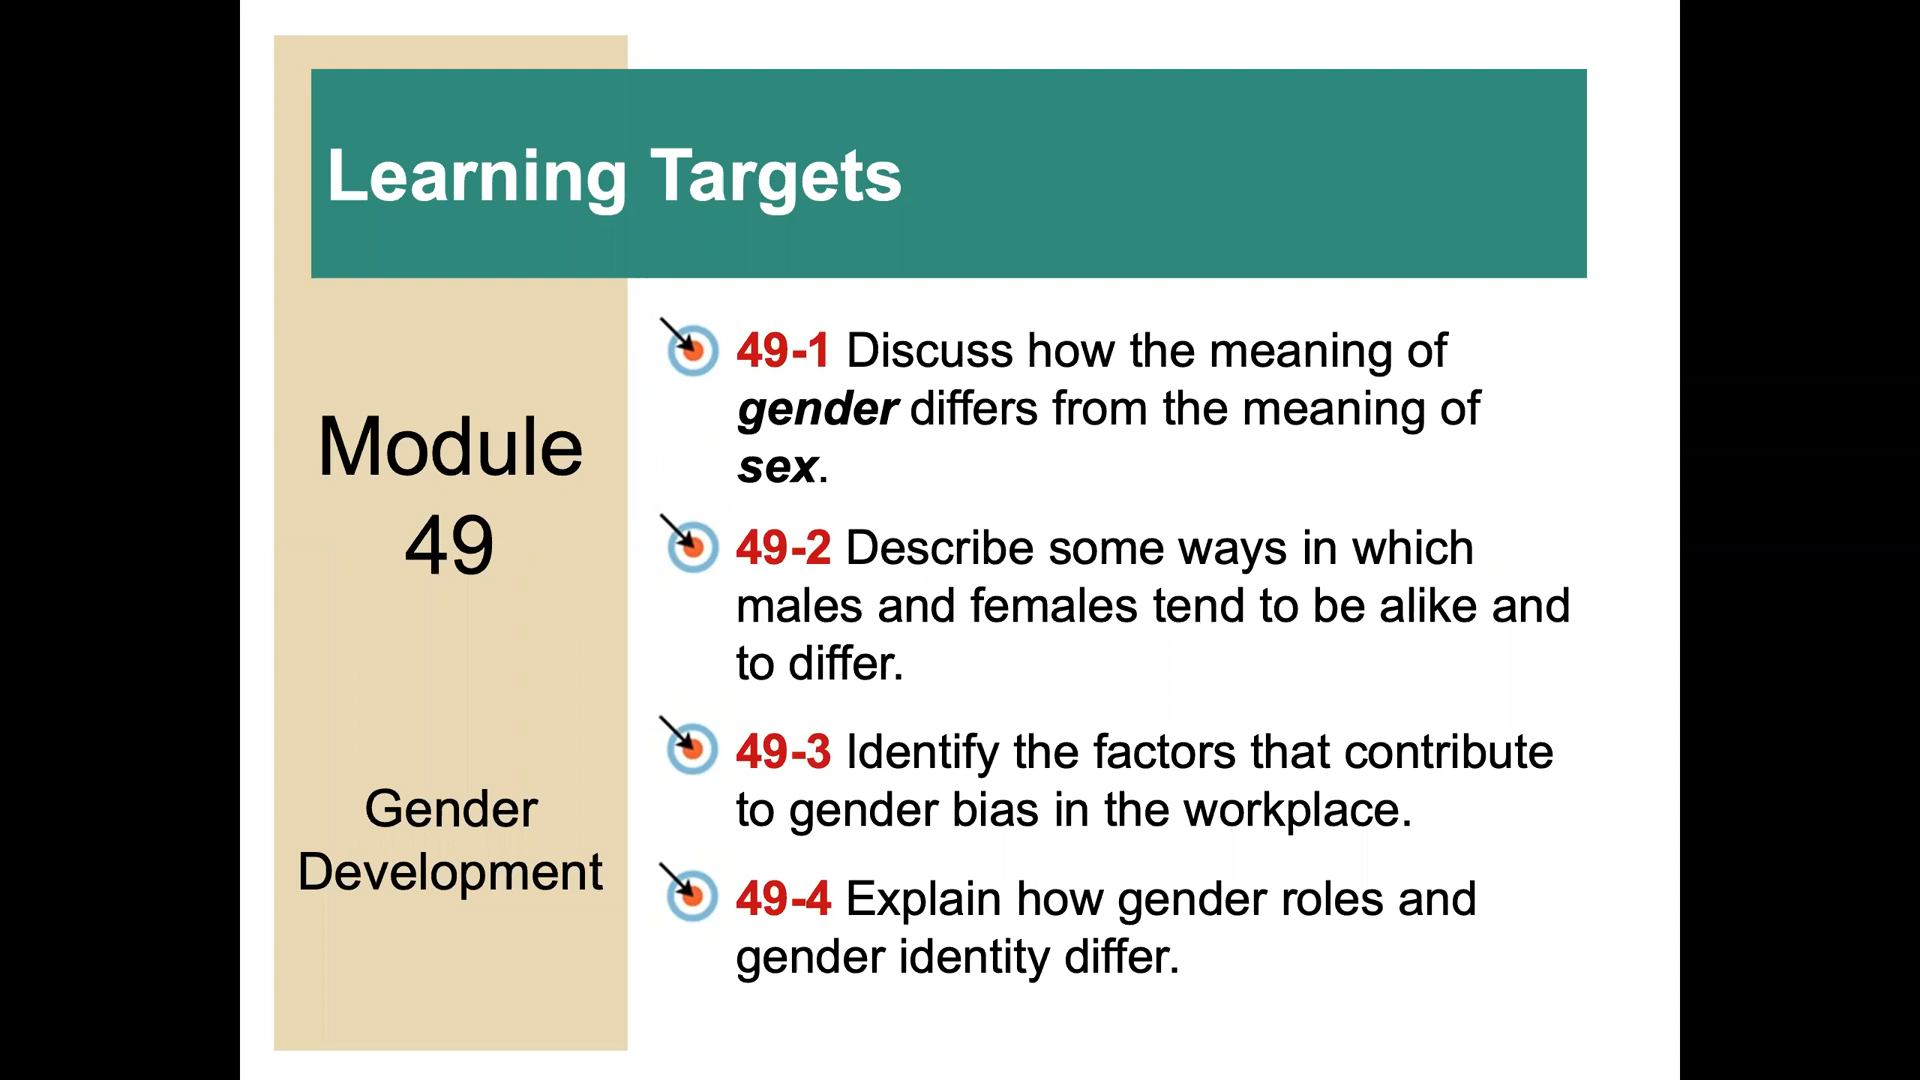 Learning Targets
Module
49
Gender
Development
49-1 Discuss how the meaning of
gender differs from the meaning of
sex.
49-2 Describe some ways in which
males and females tend to be alike and
to differ.
49-3 Identify the factors that contribute
to gender bias in the workplace.
49-4 Explain how gender roles and
gender identity differ.